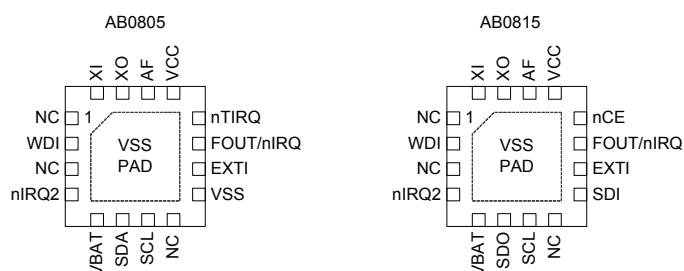 AB0805
XI XO AF VCC
NC 1 nTIRQ
WDI VSS FOUT/nIRQ
NC PAD EXTI
nIRQ2 VSS
VBAT SDA SCL NC
AB0815
XI XO AF VCC
NC 1 nCE
WDI VSS FOUT/nIRQ
NC PAD EXTI
nIRQ2 SDI
VBAT SDO SCL NC